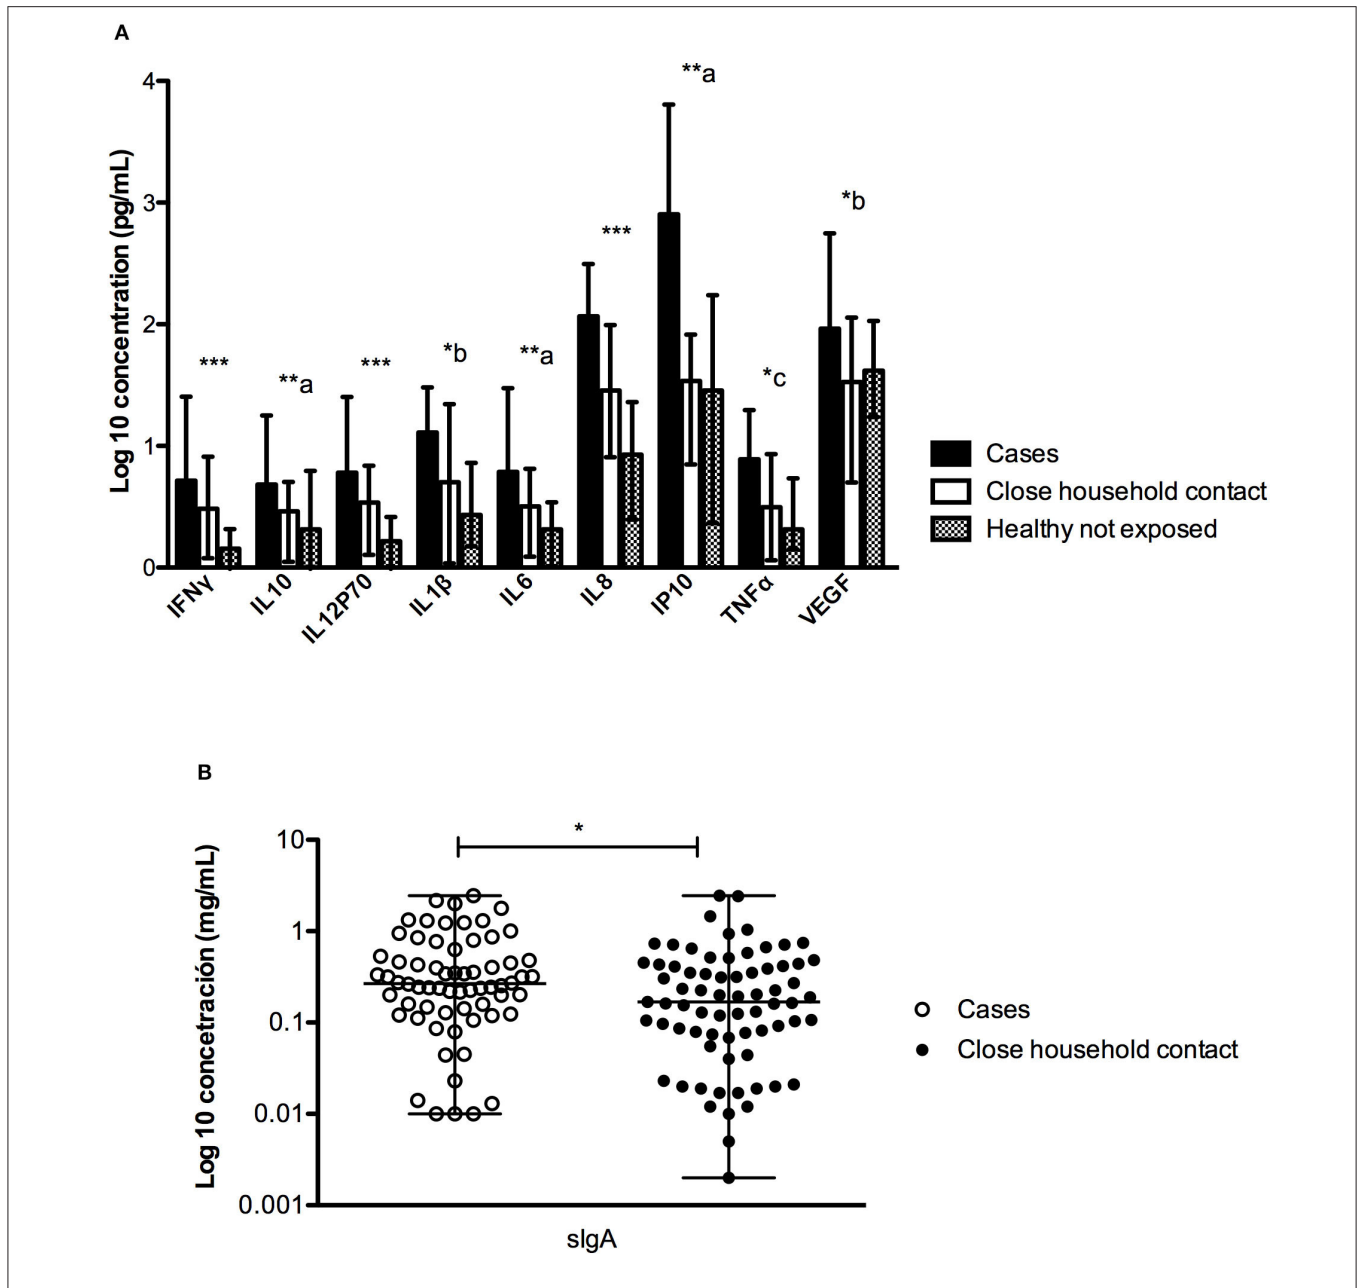 A
**a
4
Log 10 concentration (pg/mL)
3
*b
***
2
***
**a
***
*b
**a
*c
1
0
IFNγ
IL10
IL12P70
IL1β
IL6
IL8
IP10
TNFα
VEGF
Cases
Close household contact
Healthy not exposed
B
*
Log 10 concetración (mg/mL)
10
1
0.1
0.01
0.001
sIgA
Cases
Close household contact